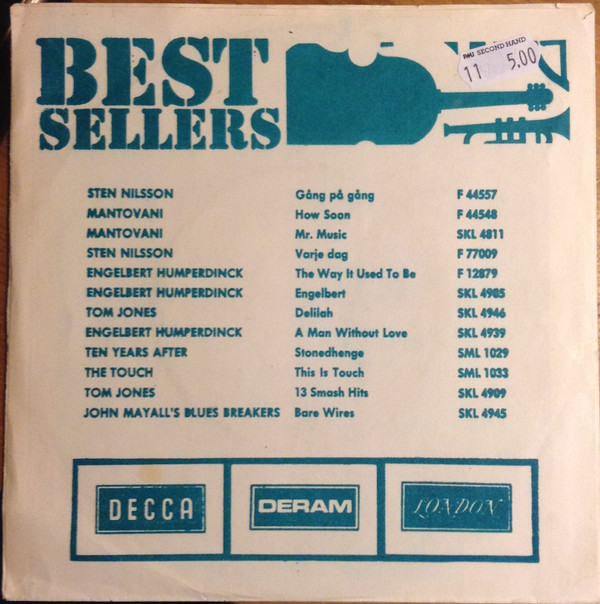 BEST
SELLERS
PMJ SECOND HAND
11 5.00
STEN NILSSON Gång på gång F 44557
MANTOVANI How Soon F 44548
MANTOVANI Mr. Music SKL 4811
STEN NILSSON Varje dag F 77009
ENGELBERT HUMPERDINCK The Way It Used To Be F 12879
ENGELBERT HUMPERDINCK Engelbert SKL 4985
TOM JONES Delilah SKL 4946
ENGELBERT HUMPERDINCK A Man Without Love SKL 4939
TEN YEARS AFTER Stonedhenge SML 1029
THE TOUCH This Is Touch SML 1033
TOM JONES 13 Smash Hits SKL 4909
JOHN MAYALL'S BLUES BREAKERS Bare Wires SKL 4945
DECCA DERAM LONDON